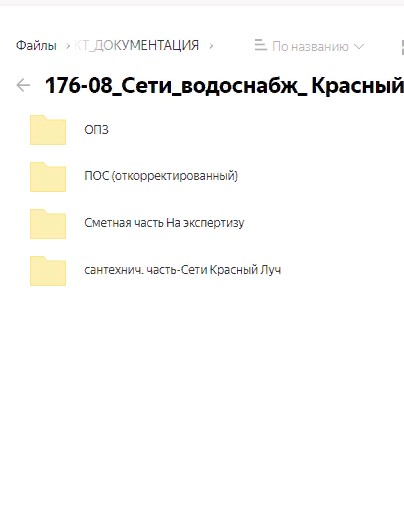 Файлы › КТ_ДОКУМЕНТАЦИЯ › По названию
176-08_Сети_водоснабж_ Красный
ОПЗ
ПОС (откорректированный)
Сметная часть На экспертизу
сантехнич. часть-Сети Красный Луч